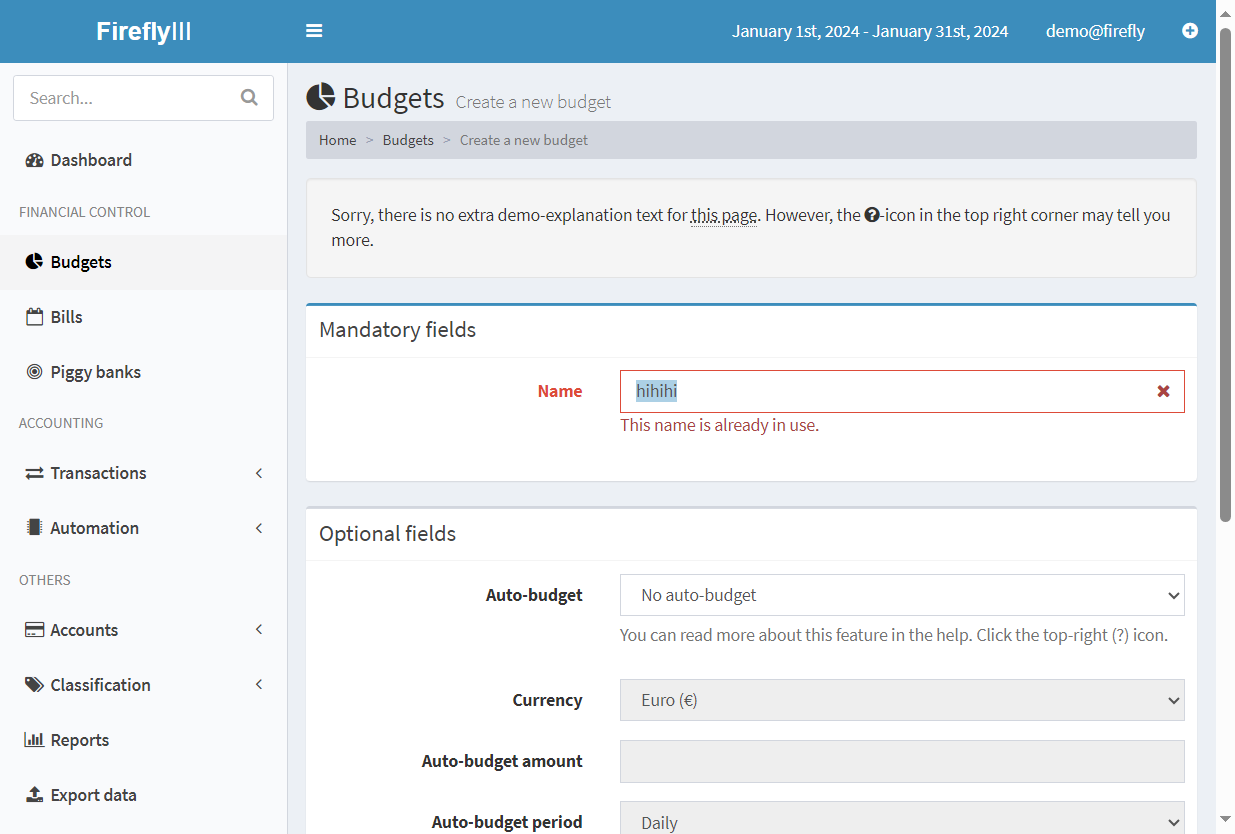 FireflyIII
January 1st, 2024 - January 31st, 2024
demo@firefly
Search...
Dashboard
FINANCIAL CONTROL
Budgets
Bills
Piggy banks
ACCOUNTING
Transactions
Automation
OTHERS
Accounts
Classification
Reports
Export data
Budgets Create a new budget
Home > Budgets > Create a new budget
Sorry, there is no extra demo-explanation text for this page. However, the ?-icon in the top right corner may tell you
more.
Mandatory fields
Name
hihihi
This name is already in use.
Optional fields
Auto-budget
No auto-budget
You can read more about this feature in the help. Click the top-right (?) icon.
Currency
Euro (€)
Auto-budget amount
Auto-budget period
Daily